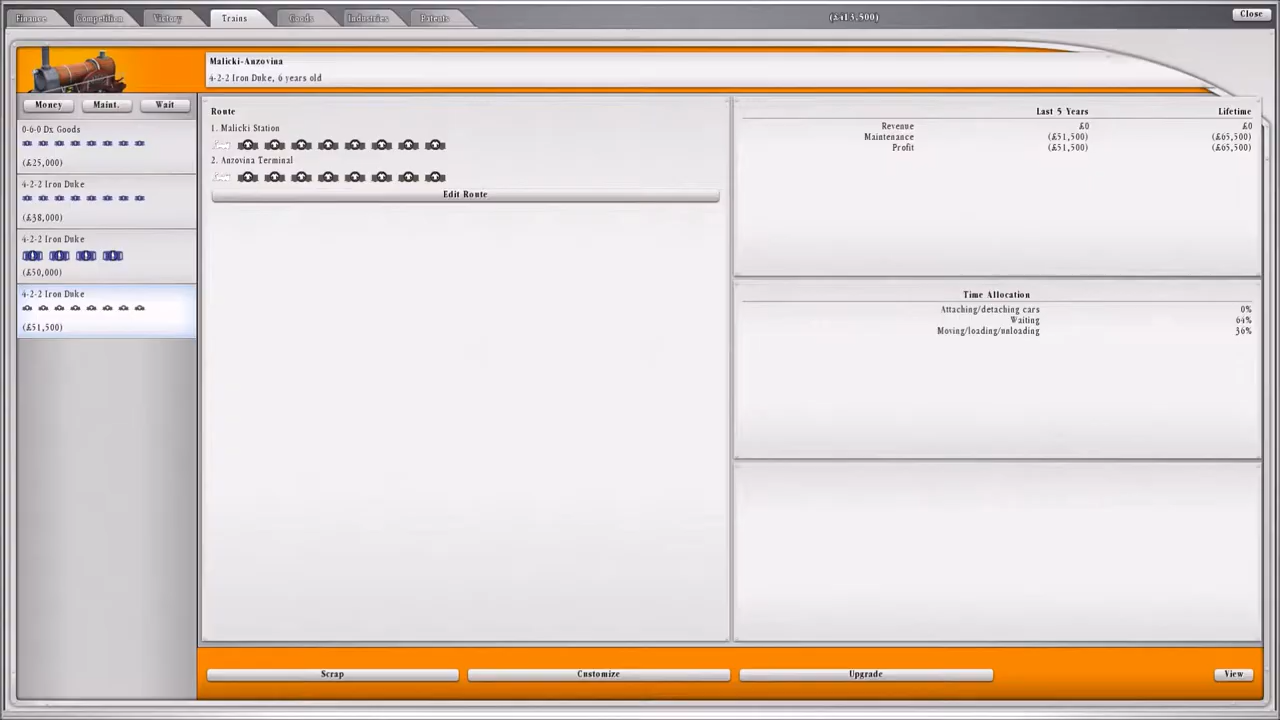 Finance
Competition
Victory
Trains
Goods
Industries
Patents
(£413,500)
Close
Malicki-Anzovina
4-2-2 Iron Duke, 6 years old
Money
Maint.
Wait
0-6-0 Dx Goods
(£25,000)
4-2-2 Iron Duke
(£38,000)
4-2-2 Iron Duke
(£50,000)
4-2-2 Iron Duke
(£51,500)
Route
1. Malicki Station
2. Anzovina Terminal
Edit Route
Last 5 Years Lifetime
Revenue £0 £0
Maintenance (£51,500) (£65,500)
Profit (£51,500) (£65,500)
Time Allocation
Attaching/detaching cars 0%
Waiting 64%
Moving/loading/unloading 36%
Scrap
Customize
Upgrade
View